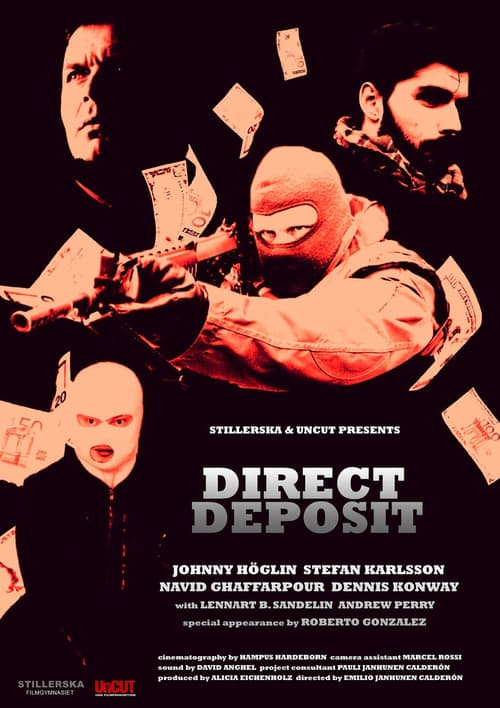 STILLERSKA & UNCUT PRESENTS
DIRECT
DEPOSIT
JOHNNY HÖGLIN STEFAN KARLSSON
NAVID GHAFFARPOUR DENNIS KONWAY
with LENNART B. SANDELIN ANDREW PERRY
special appearance by ROBERTO GONZALEZ
cinematography by HAMPUS HARDEBORN camera assistant MARCEL ROSSI
sound by DAVID ANGHEL project consultant PAULI JANHUNEN CALDERÓN
produced by ALICIA EICHENHOLZ directed by EMILIO JANHUNEN CALDERÓN
STILLERSKA
FILMGYMNASIET
UNCUT